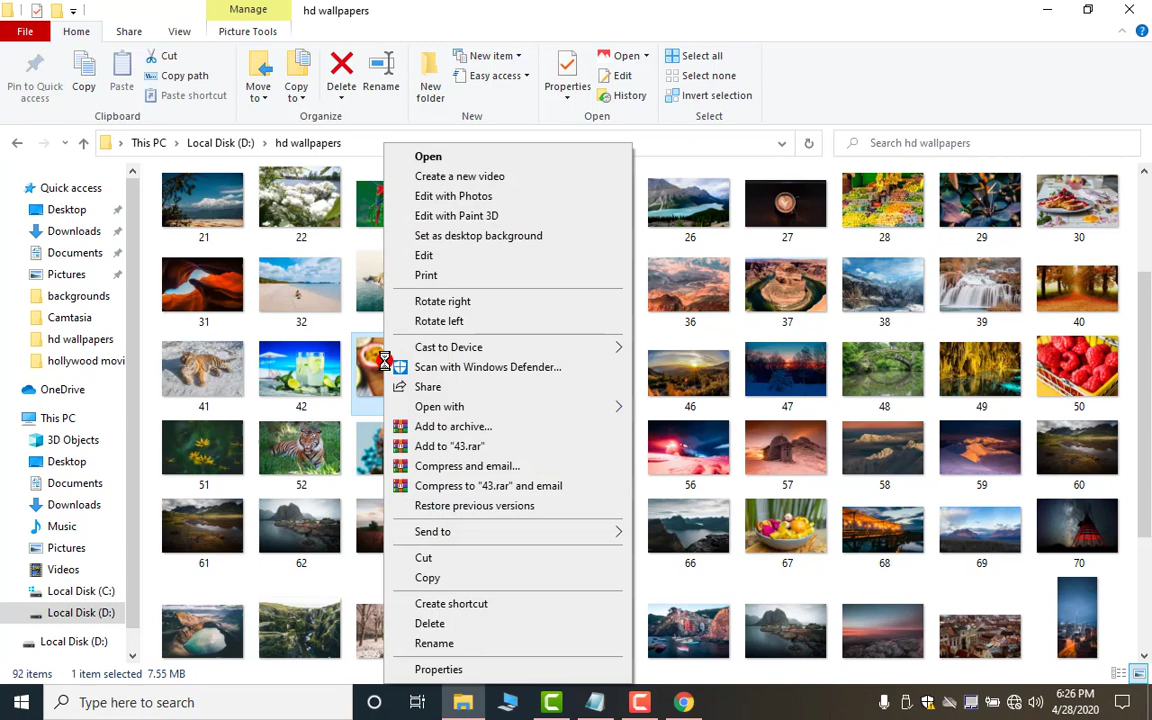 Manage
hd wallpapers
File
Home
Share
View
Picture Tools
Pin to Quick access
Copy
Paste
Cut
Copy path
Paste shortcut
Clipboard
Move to
Copy to
Delete
Rename
Organize
New folder
New item
Easy access
New
Properties
Open
Edit
History
Open
Select all
Select none
Invert selection
Select
This PC
Local Disk (D:)
hd wallpapers
Search hd wallpapers
Quick access
Desktop
Downloads
Documents
Pictures
backgrounds
Camtasia
hd wallpapers
hollywood movi
OneDrive
This PC
3D Objects
Desktop
Documents
Downloads
Music
Pictures
Videos
Local Disk (C:)
Local Disk (D:)
Local Disk (D:)
21
22
26
27
28
29
30
31
32
36
37
38
39
40
41
42
46
47
48
49
50
51
52
56
57
58
59
60
61
62
66
67
68
69
70
Open
Create a new video
Edit with Photos
Edit with Paint 3D
Set as desktop background
Edit
Print
Rotate right
Rotate left
Cast to Device
Scan with Windows Defender...
Share
Open with
Add to archive...
Add to "43.rar"
Compress and email...
Compress to "43.rar" and email
Restore previous versions
Send to
Cut
Copy
Create shortcut
Delete
Rename
Properties
92 items
1 item selected 7.55 MB
Type here to search
6:26 PM
4/28/2020